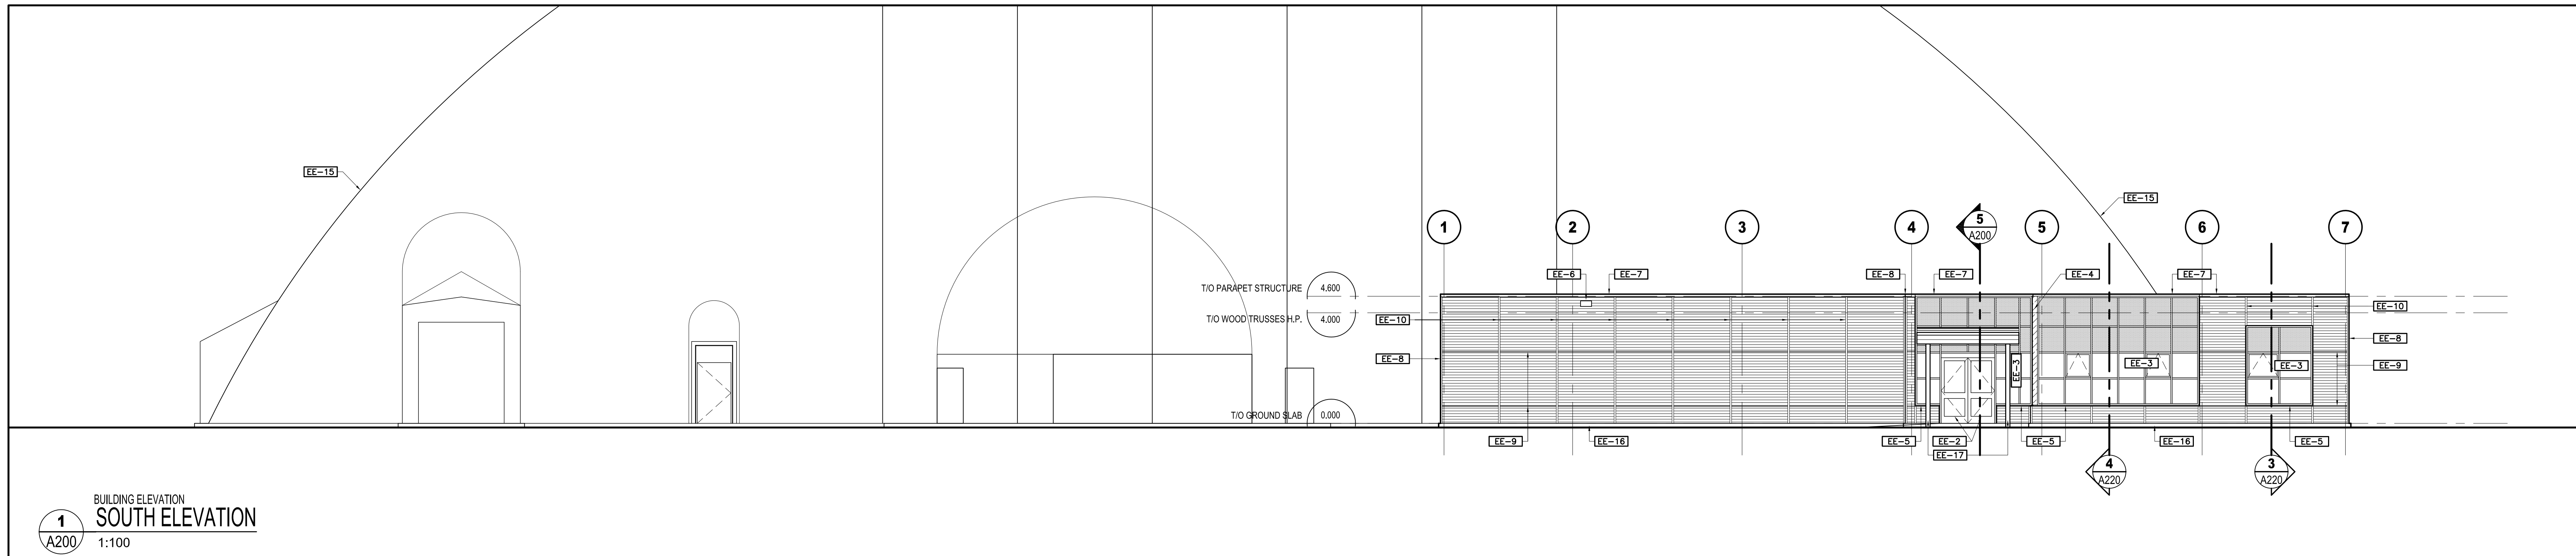 EE-15
EE-15
1
2
3
4
5
A200
5
6
7
EE-6
EE-7
EE-8
EE-7
EE-4
EE-7
T/O PARAPET STRUCTURE 4.600
T/O WOOD TRUSSES H.P. 4.000
EE-10
EE-10
EE-8
EE-8
EE-3
EE-3
EE-3
EE-9
T/O GROUND SLAB 0.000
EE-9
EE-16
EE-5
EE-2
EE-5
EE-16
EE-5
EE-17
4
A220
3
A220
BUILDING ELEVATION
1 SOUTH ELEVATION
A200 1:100